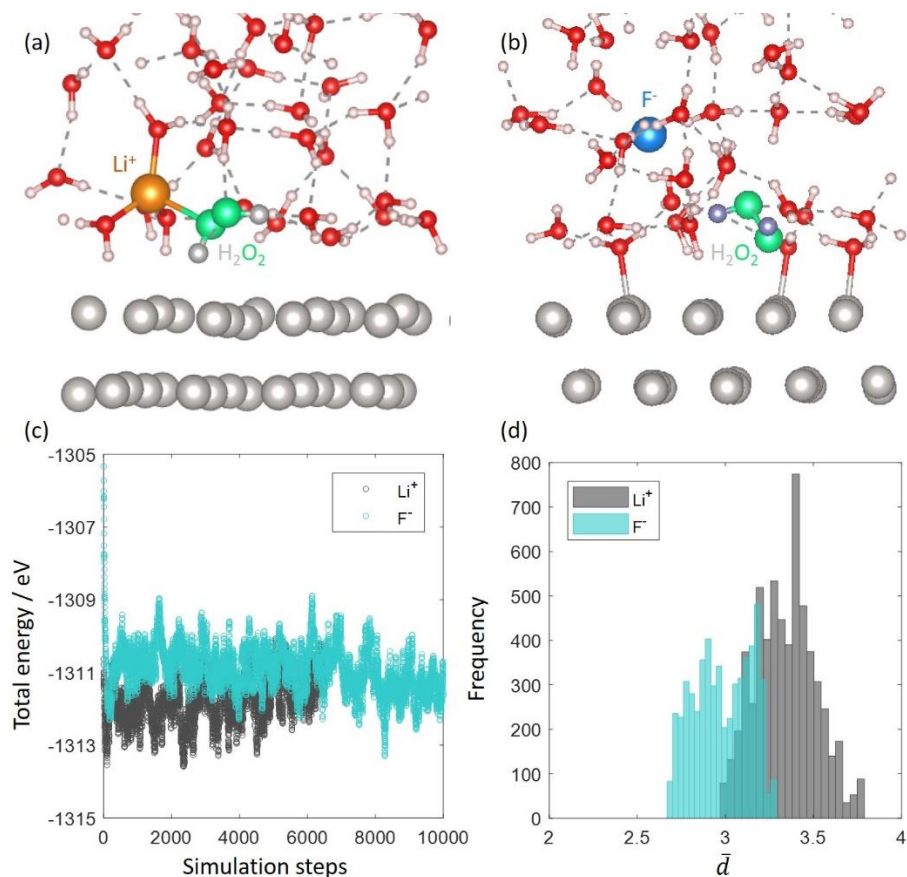 (a)
Li⁺
H₂O₂
(b)
F⁻
H₂O₂
(c)
-1305
-1307
-1309
-1311
-1313
-1315
Total energy / eV
0
2000
4000
6000
8000
10000
Simulation steps
Li⁺
F⁻
(d)
800
700
600
500
400
300
200
100
0
Frequency
2
2.5
3
3.5
4
d̄
Li⁺
F⁻